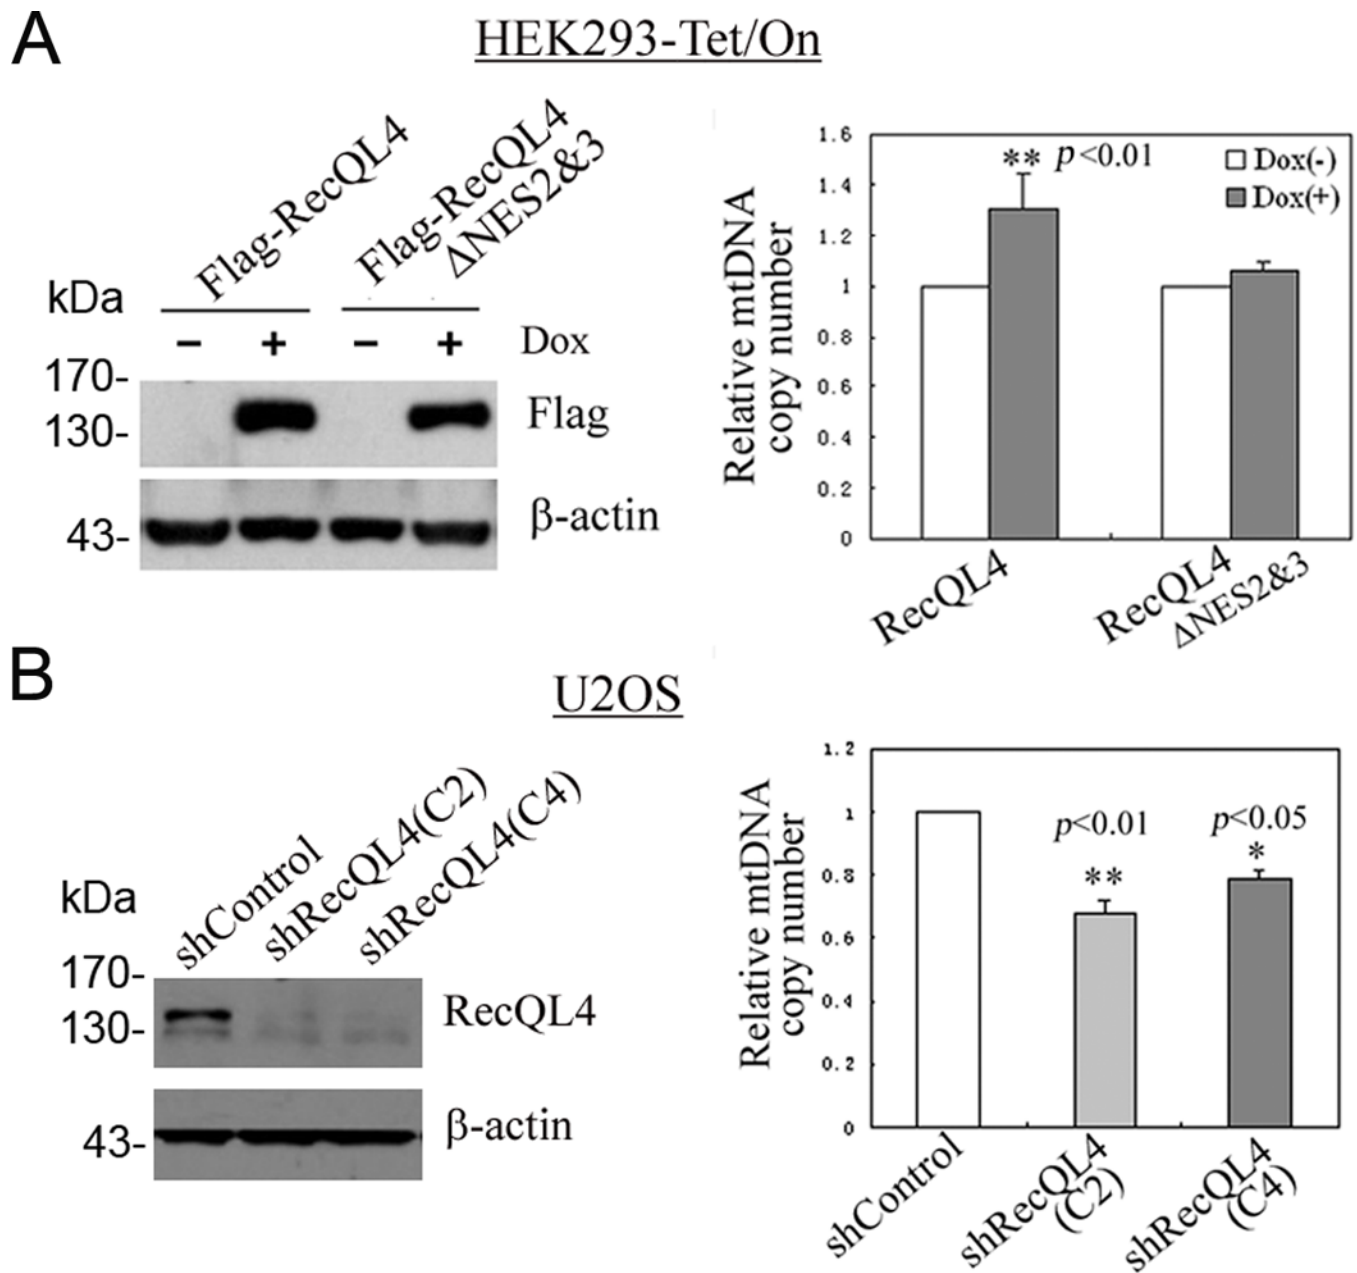 A
HEK293-Tet/On
Flag-RecQL4
Flag-RecQL4
ΔNES2&3
kDa
− + − + Dox
170-
130-
Flag
43-
β-actin
Relative mtDNA
copy number
1.6
1.4
1.2
1
0.8
0.6
0.4
0.2
0
** p<0.01
Dox(-)
Dox(+)
RecQL4
RecQL4
ΔNES2&3
B
U2OS
kDa
shControl
shRecQL4(C2)
shRecQL4(C4)
170-
130-
RecQL4
43-
β-actin
Relative mtDNA
copy number
1.2
1
0.8
0.6
0.4
0.2
0
p<0.01
**
p<0.05
*
shControl
shRecQL4
(C2)
shRecQL4
(C4)